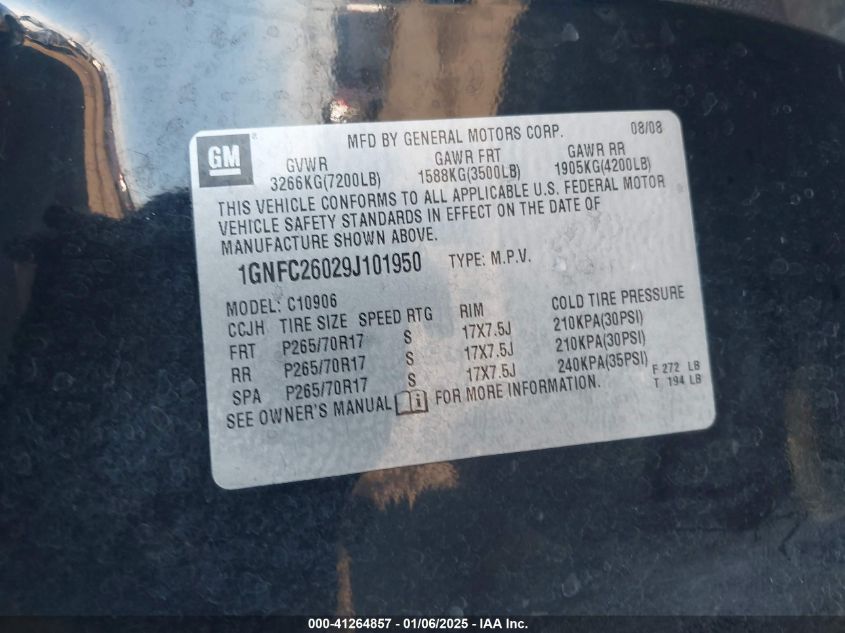 GM
MFD BY GENERAL MOTORS CORP. 08/08
GVWR GAWR FRT GAWR RR
3266KG(7200LB) 1588KG(3500LB) 1905KG(4200LB)
THIS VEHICLE CONFORMS TO ALL APPLICABLE U.S. FEDERAL MOTOR
VEHICLE SAFETY STANDARDS IN EFFECT ON THE DATE OF
MANUFACTURE SHOWN ABOVE.
1GNFC26029J101950 TYPE: M.P.V.
MODEL: C10906
CCJH TIRE SIZE SPEED RTG RIM COLD TIRE PRESSURE
FRT P265/70R17 S 17X7.5J 210KPA(30PSI)
RR P265/70R17 S 17X7.5J 210KPA(30PSI)
SPA P265/70R17 S 17X7.5J 240KPA(35PSI)
F 272 LB
T 194 LB
SEE OWNER'S MANUAL i FOR MORE INFORMATION.
000-41264857 - 01/06/2025 - IAA Inc.